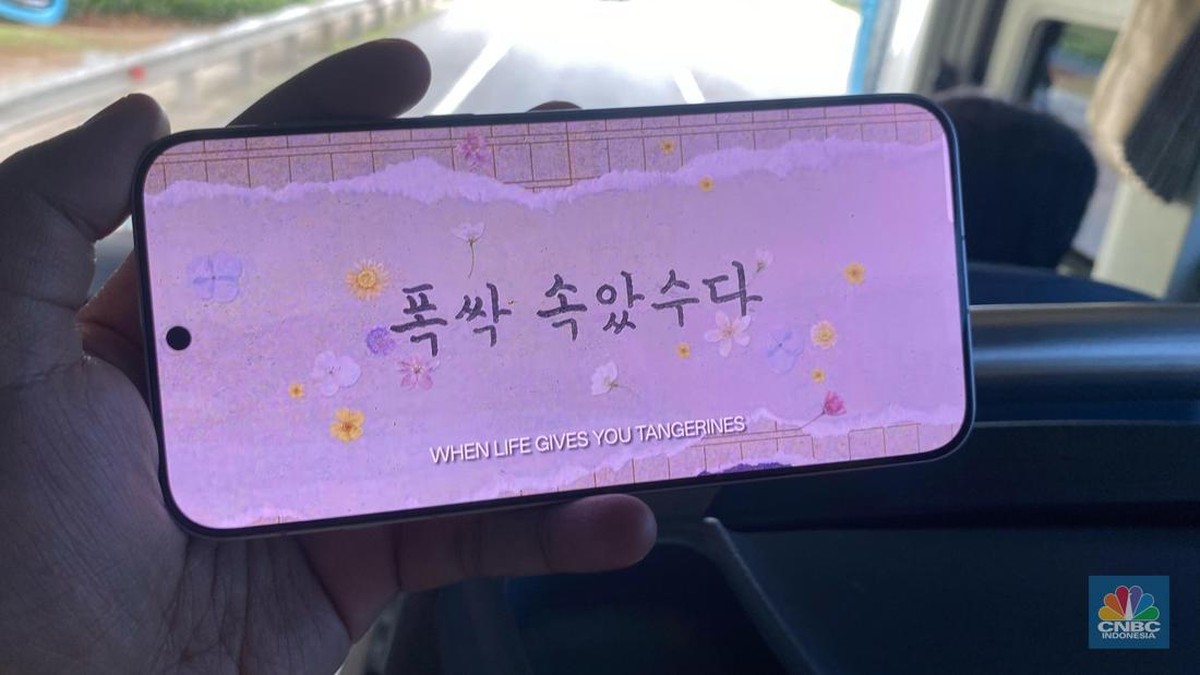 폭싹 속았수다
WHEN LIFE GIVES YOU TANGERINES
CNBC
INDONESIA